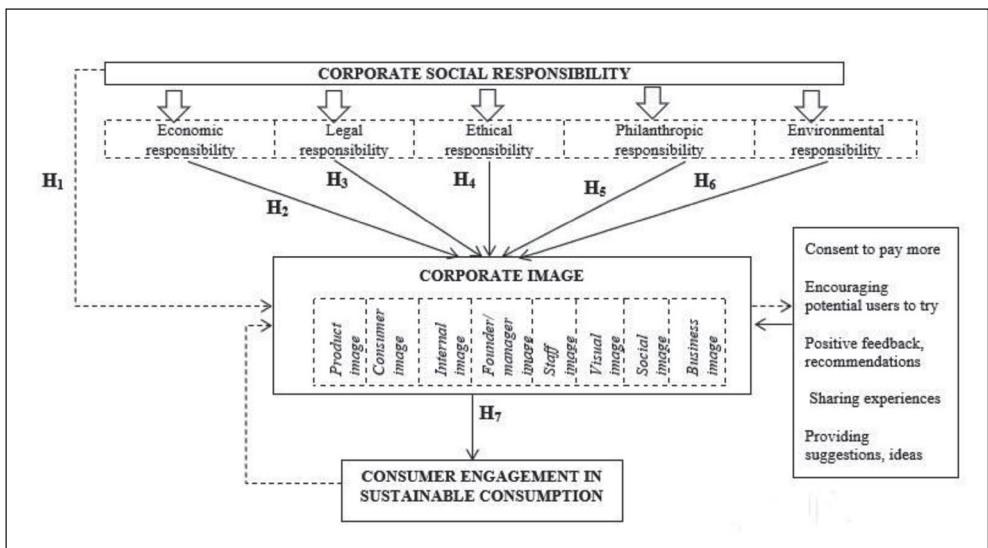 CORPORATE SOCIAL RESPONSIBILITY
Economic
responsibility
Legal
responsibility
Ethical
responsibility
Philanthropic
responsibility
Environmental
responsibility
H1
H2
H3
H4
H5
H6
CORPORATE IMAGE
Product
image
Consumer
image
Internal
image
Founder/
manager
image
Staff
image
Visual
image
Social
image
Business
image
Consent to pay more
Encouraging
potential users to try
Positive feedback,
recommendations
Sharing experiences
Providing
suggestions, ideas
H7
CONSUMER ENGAGEMENT IN
SUSTAINABLE CONSUMPTION